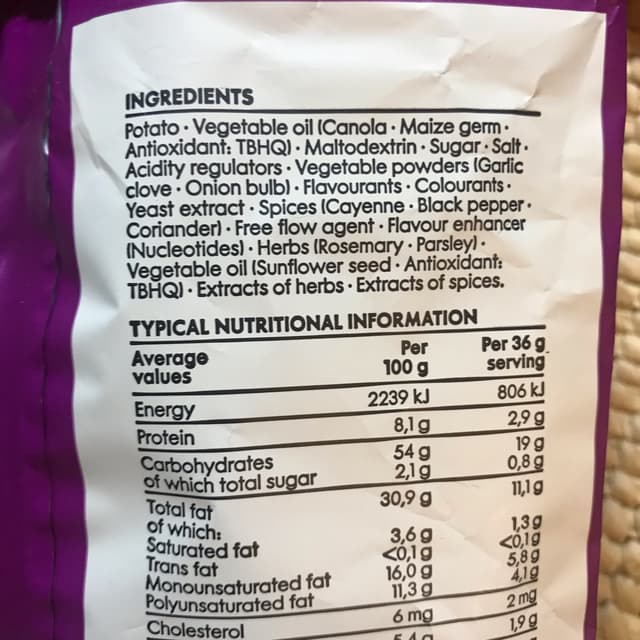 INGREDIENTS
Potato · Vegetable oil (Canola · Maize germ ·
Antioxidant: TBHQ) · Maltodextrin · Sugar · Salt ·
Acidity regulators · Vegetable powders (Garlic
clove · Onion bulb) · Flavourants · Colourants ·
Yeast extract · Spices (Cayenne · Black pepper ·
Coriander) · Free flow agent · Flavour enhancer
(Nucleotides) · Herbs (Rosemary · Parsley) ·
Vegetable oil (Sunflower seed · Antioxidant:
TBHQ) · Extracts of herbs · Extracts of spices.
TYPICAL NUTRITIONAL INFORMATION
Average values Per 100 g Per 36 g serving
Energy 2239 kJ 806 kJ
Protein 8,1 g 2,9 g
Carbohydrates 54 g 19 g
of which total sugar 2,1 g 0,8 g
Total fat 30,9 g 11,1 g
of which:
Saturated fat 3,6 g 1,3 g
Trans fat <0,1 g <0,1 g
Monounsaturated fat 16,0 g 5,8 g
Polyunsaturated fat 11,3 g 4,1 g
Cholesterol 6 mg 2 mg
1,9 g